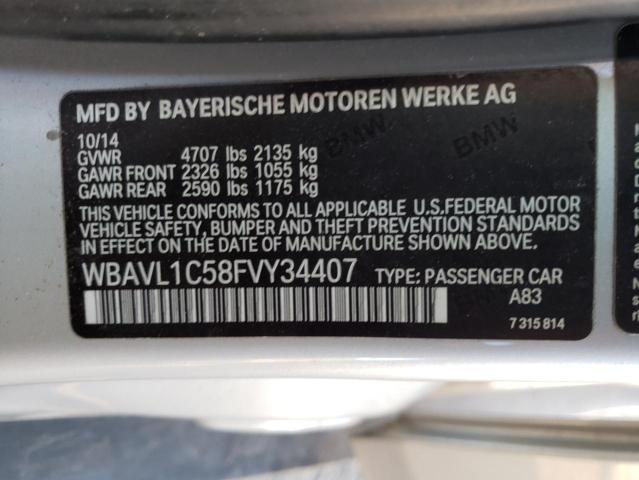 MFD BY BAYERISCHE MOTOREN WERKE AG
10/14
GVWR 4707 lbs 2135 kg
GAWR FRONT 2326 lbs 1055 kg
GAWR REAR 2590 lbs 1175 kg
THIS VEHICLE CONFORMS TO ALL APPLICABLE U.S.FEDERAL MOTOR
VEHICLE SAFETY, BUMPER AND THEFT PREVENTION STANDARDS
IN EFFECT ON THE DATE OF MANUFACTURE SHOWN ABOVE.
WBAVL1C58FVY34407 TYPE: PASSENGER CAR
A83
7 315 814
BMW
BMW